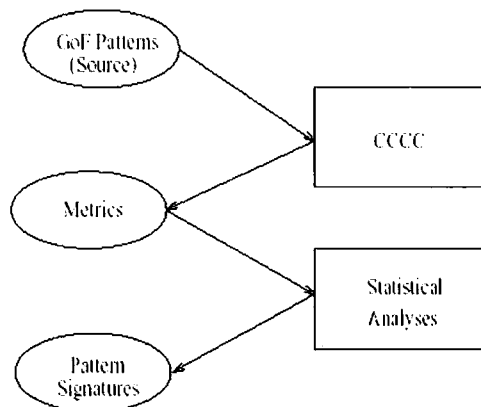 GoF Patterns
(Source)
CCCC
Metrics
Statistical
Analyses
Pattern
Signatures